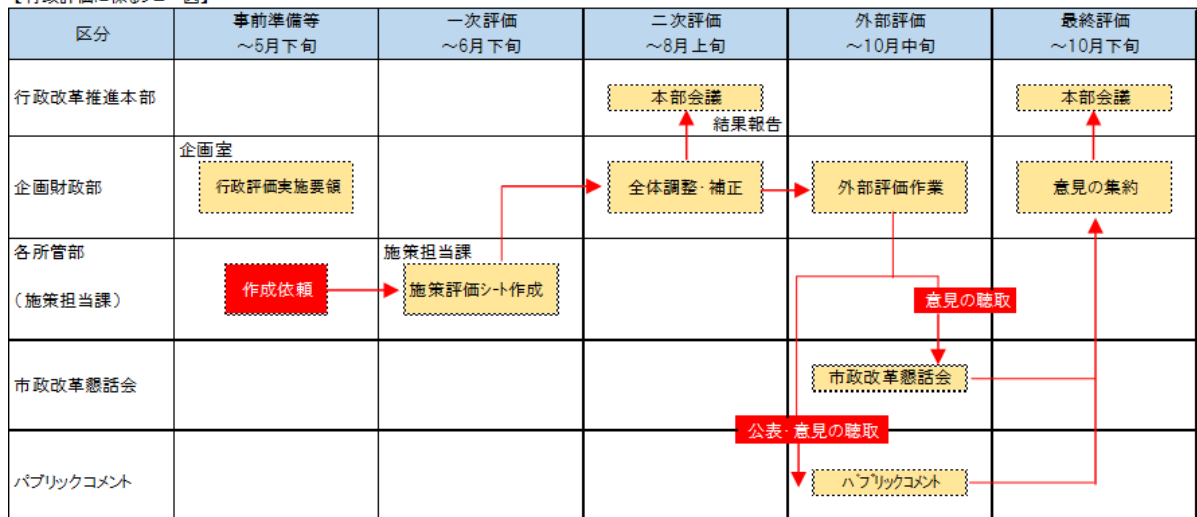 区分
事前準備等
～5月下旬
一次評価
～6月下旬
二次評価
～8月上旬
外部評価
～10月中旬
最終評価
～10月下旬
行政改革推進本部
本部会議
結果報告
本部会議
企画財政部
企画室
行政評価実施要領
全体調整・補正
外部評価作業
意見の集約
各所管部
（施策担当課）
作成依頼
施策担当課
施策評価ｼｰﾄ作成
意見の聴取
市政改革懇話会
市政改革懇話会
公表・意見の聴取
パブリックコメント
ﾊﾟﾌﾞﾘｯｸｺﾒﾝﾄ